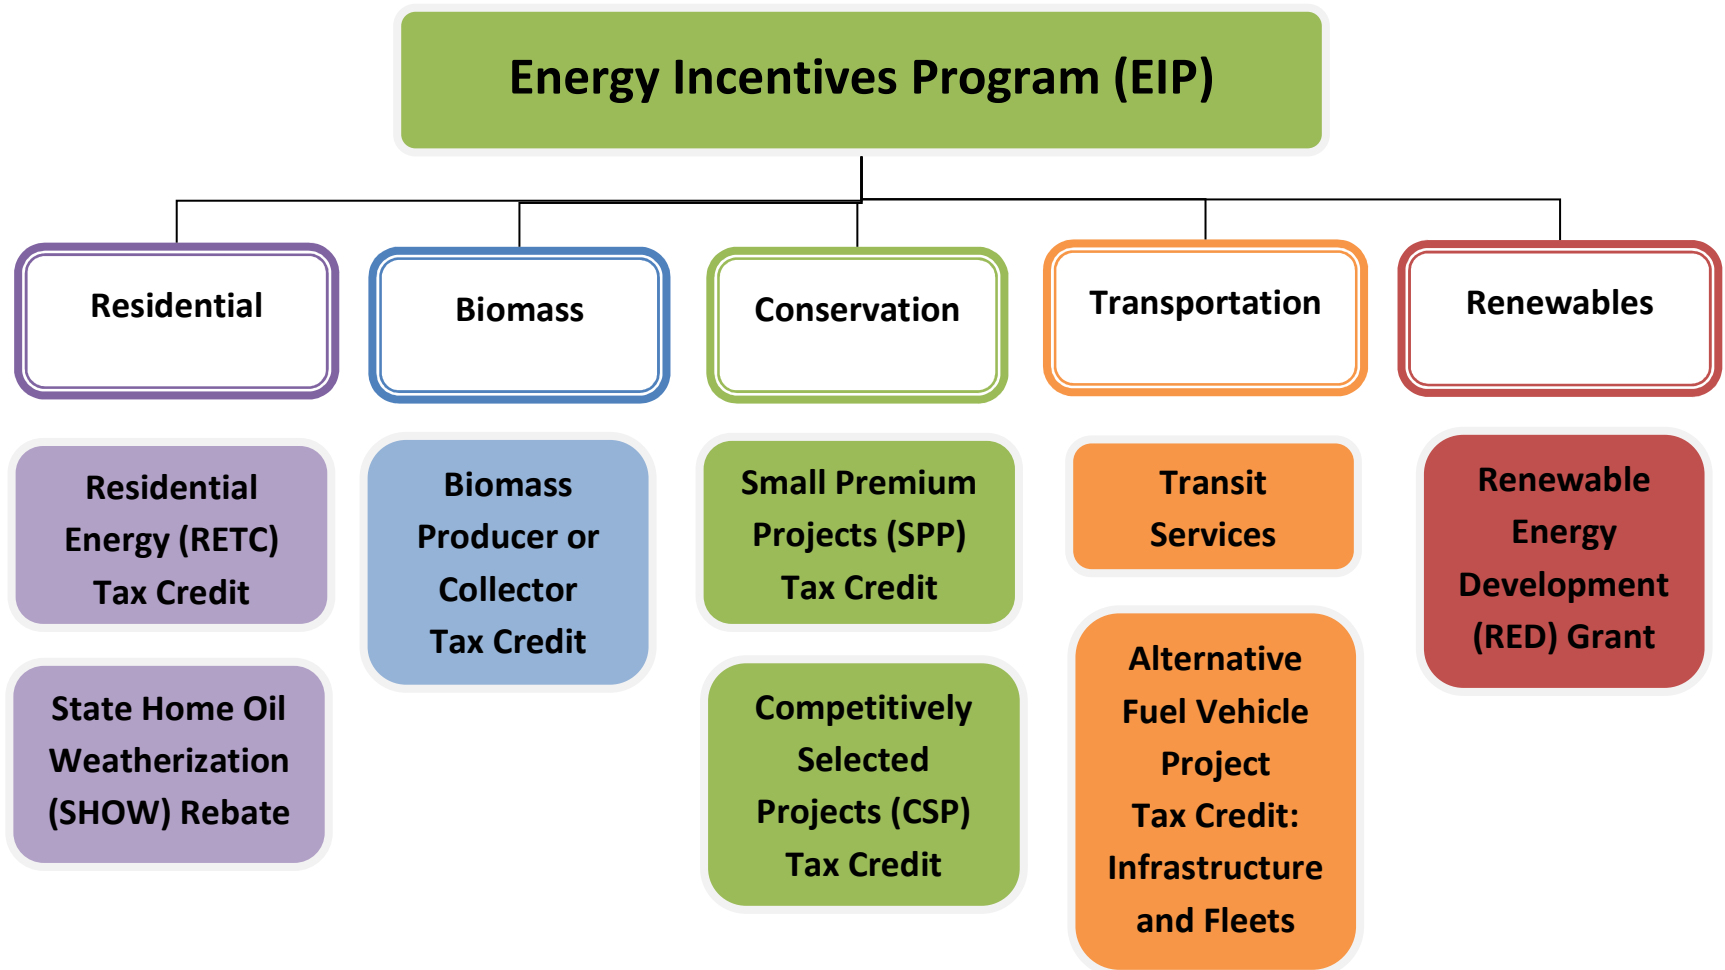 Energy Incentives Program (EIP)
Residential
Biomass
Conservation
Transportation
Renewables
Residential
Energy (RETC)
Tax Credit
State Home Oil
Weatherization
(SHOW) Rebate
Biomass
Producer or
Collector
Tax Credit
Small Premium
Projects (SPP)
Tax Credit
Competitively
Selected
Projects (CSP)
Tax Credit
Transit
Services
Alternative
Fuel Vehicle
Project
Tax Credit:
Infrastructure
and Fleets
Renewable
Energy
Development
(RED) Grant